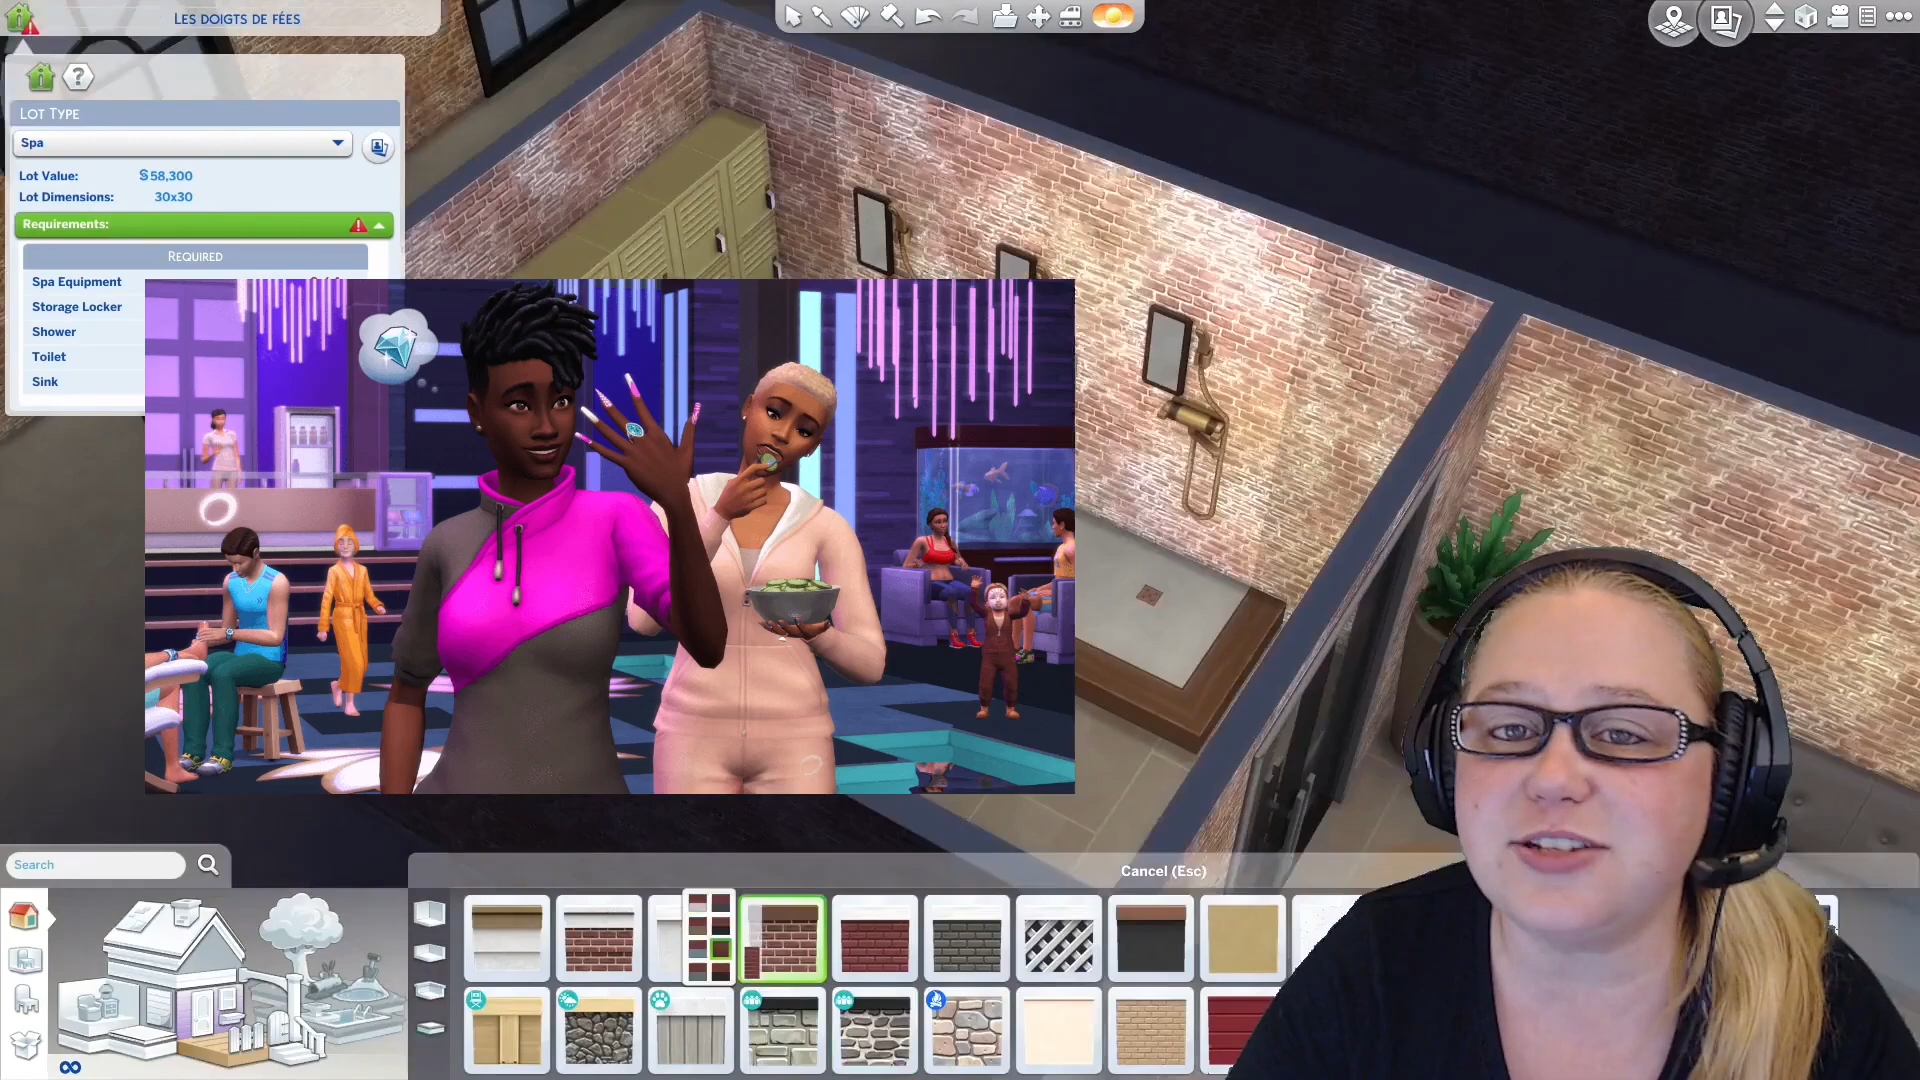 LES DOIGTS DE FÉES
LOT TYPE
Spa
Lot Value: §58,300
Lot Dimensions: 30x30
Requirements:
REQUIRED
Spa Equipment
Storage Locker
Shower
Toilet
Sink
Search
Cancel (Esc)